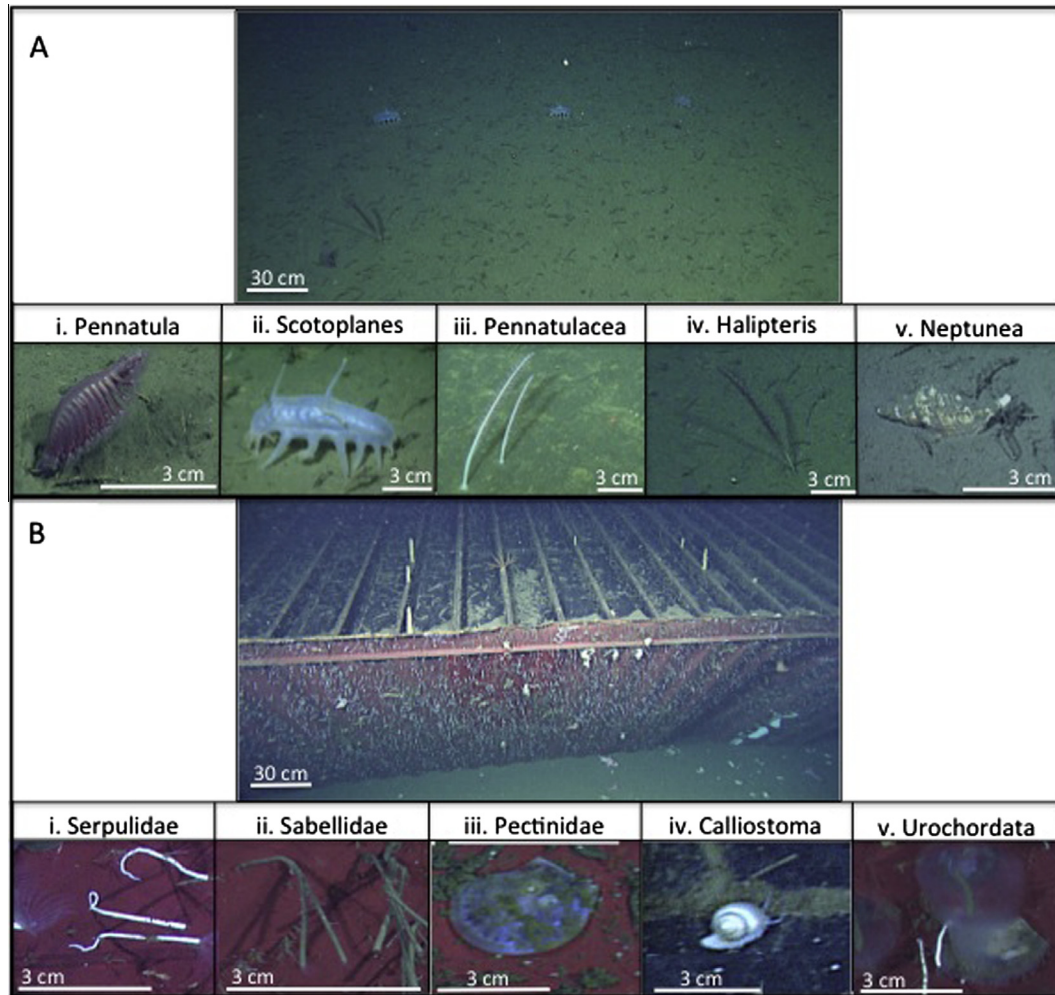 A
30 cm
i. Pennatula
ii. Scotoplanes
iii. Pennatulacea
iv. Halipteris
v. Neptunea
3 cm
3 cm
3 cm
3 cm
3 cm
B
30 cm
i. Serpulidae
ii. Sabellidae
iii. Pectinidae
iv. Calliostoma
v. Urochordata
3 cm
3 cm
3 cm
3 cm
3 cm